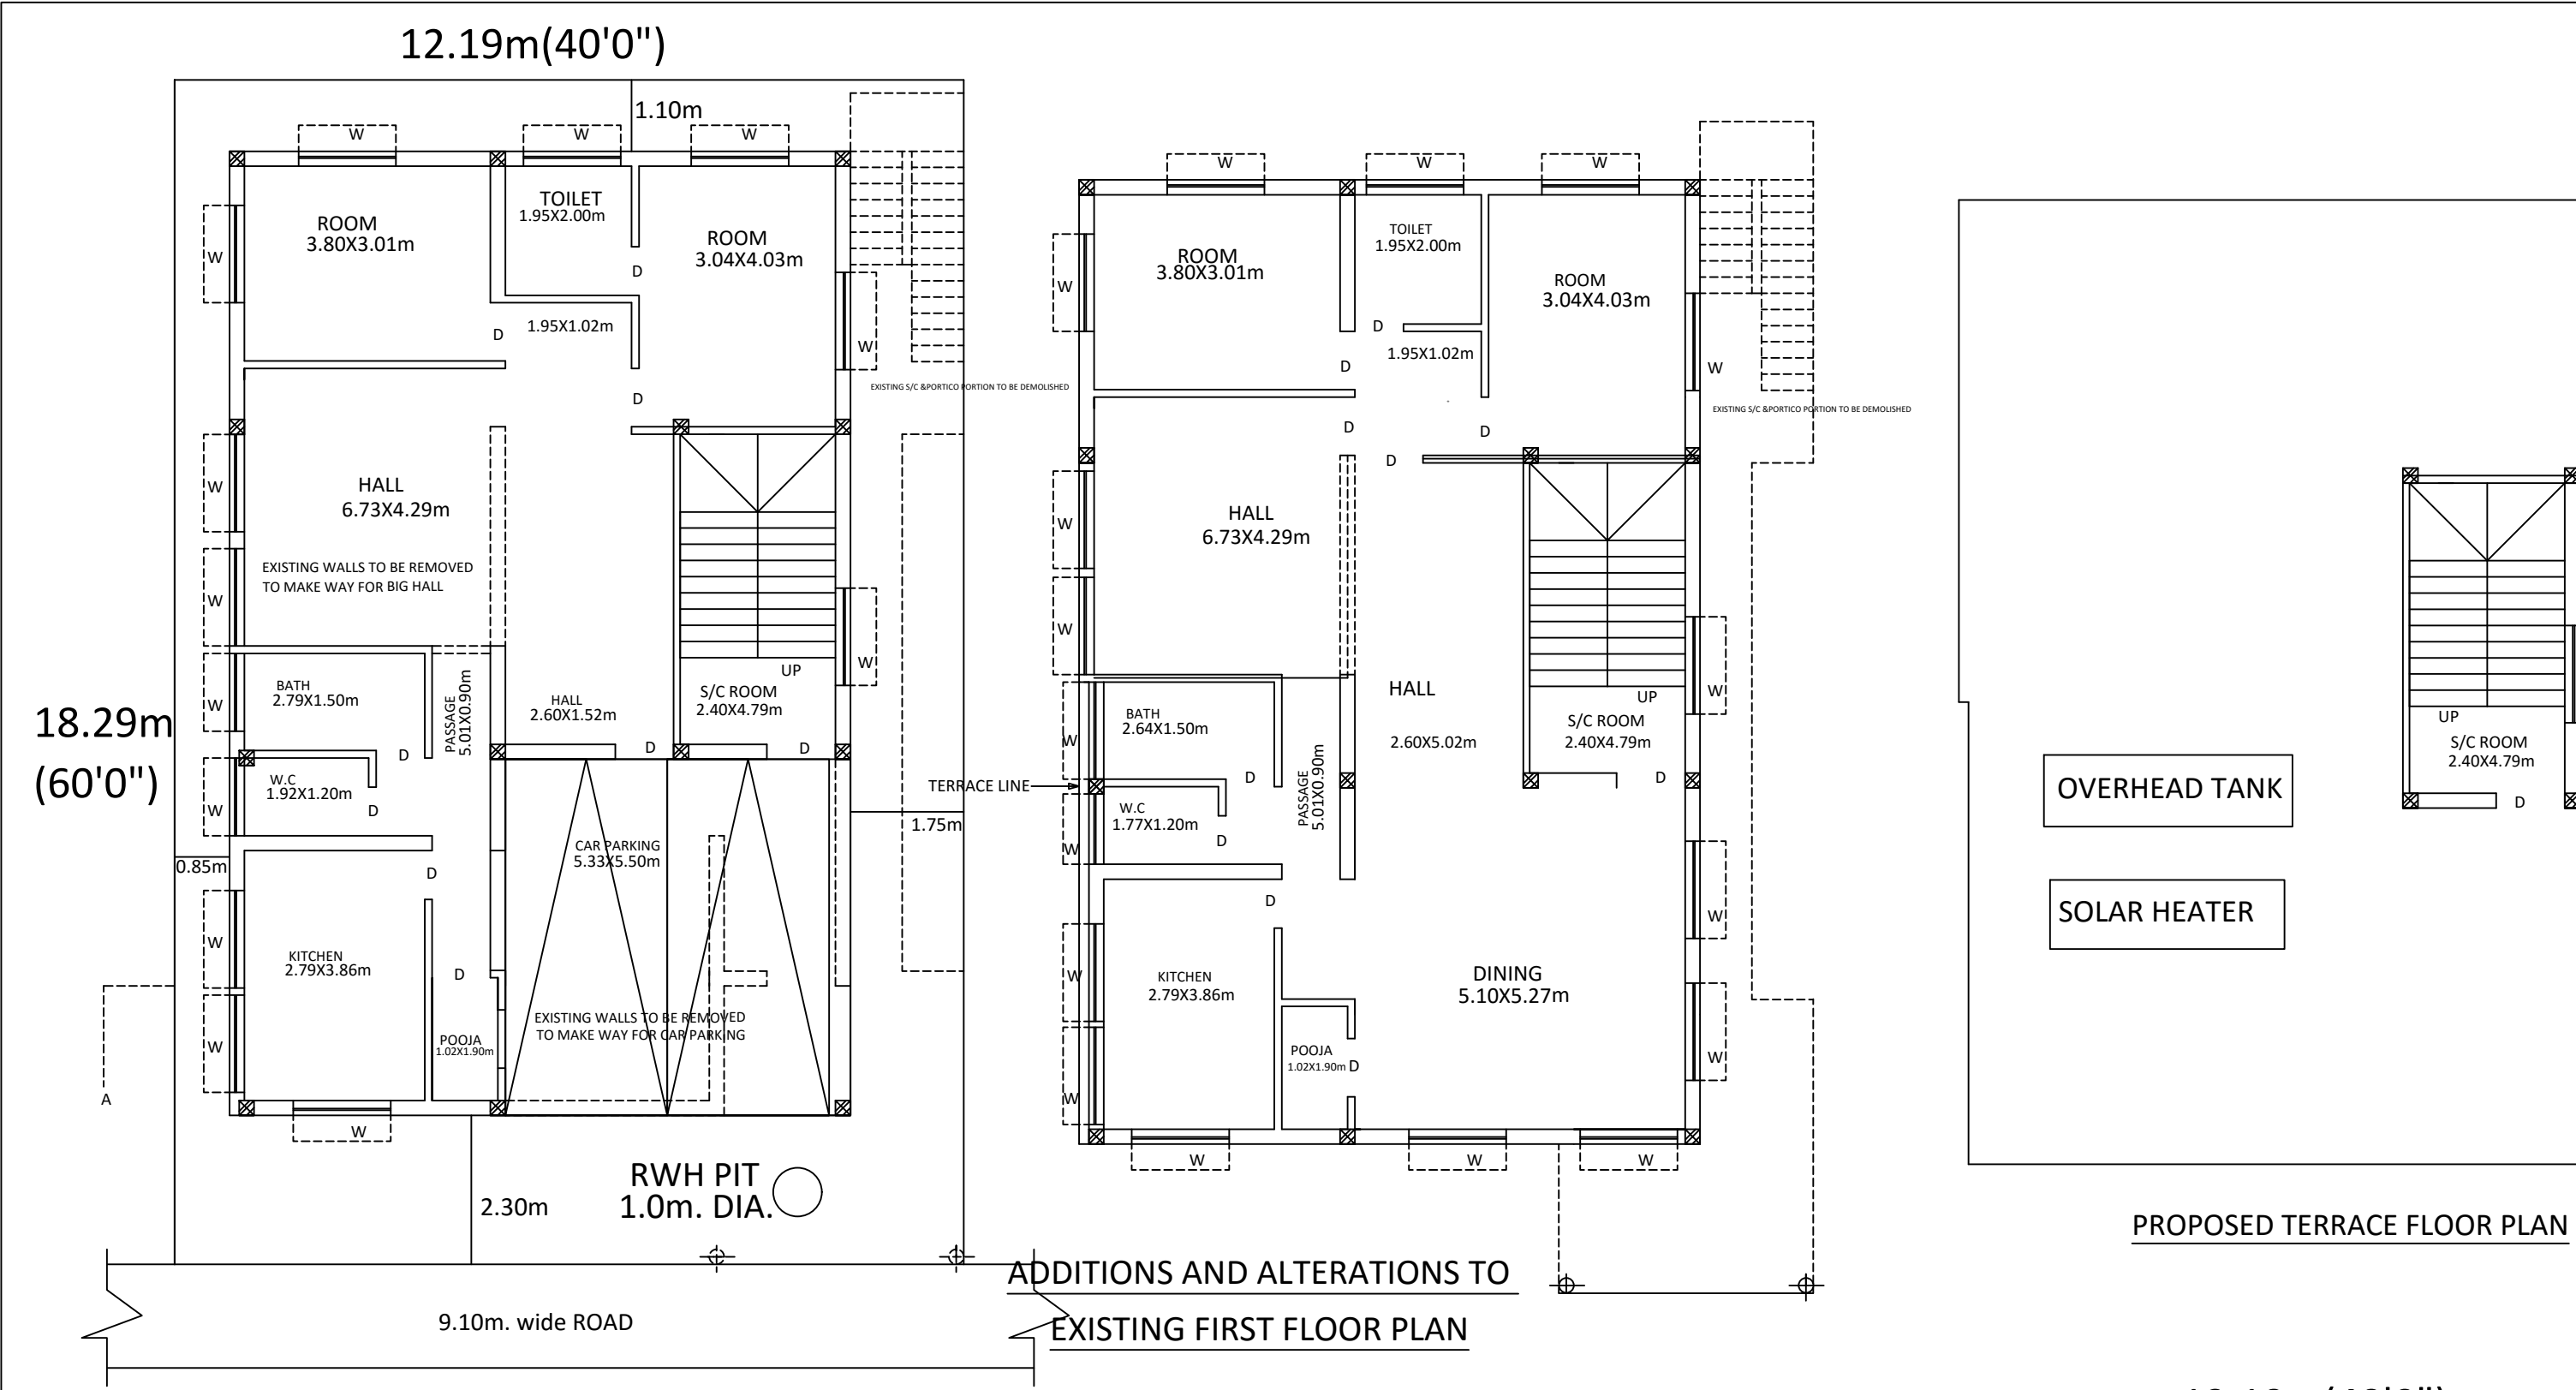 12.19m(40'0")
1.10m
W
W
W
TOILET
1.95X2.00m
ROOM
3.80X3.01m
ROOM
3.04X4.03m
W
D
1.95X1.02m
D
W
D
EXISTING S/C &PORTICO PORTION TO BE DEMOLISHED
HALL
6.73X4.29m
W
EXISTING WALLS TO BE REMOVED
TO MAKE WAY FOR BIG HALL
W
W
UP
BATH
2.79X1.50m
W
PASSAGE
5.01X0.90m
HALL
2.60X1.52m
S/C ROOM
2.40X4.79m
18.29m
(60'0")
D
D
D
W.C
1.92X1.20m
W
D
CAR PARKING
5.33X5.50m
1.75m
0.85m
D
W
KITCHEN
2.79X3.86m
D
EXISTING WALLS TO BE REMOVED
TO MAKE WAY FOR CAR PARKING
W
POOJA
1.02X1.90m
A
W
RWH PIT
1.0m. DIA.
2.30m
9.10m. wide ROAD
W
W
W
TOILET
1.95X2.00m
ROOM
3.80X3.01m
ROOM
3.04X4.03m
W
D
1.95X1.02m
D
W
EXISTING S/C &PORTICO PORTION TO BE DEMOLISHED
D
D
D
HALL
6.73X4.29m
W
W
HALL
2.60X5.02m
UP
W
S/C ROOM
2.40X4.79m
BATH
2.64X1.50m
W
D
D
PASSAGE
5.01X0.90m
TERRACE LINE
W.C
1.77X1.20m
D
W
D
W
KITCHEN
2.79X3.86m
W
DINING
5.10X5.27m
POOJA
1.02X1.90m D
W
W
W
W
W
ADDITIONS AND ALTERATIONS TO
EXISTING FIRST FLOOR PLAN
UP
S/C ROOM
2.40X4.79m
D
OVERHEAD TANK
SOLAR HEATER
PROPOSED TERRACE FLOOR PLAN